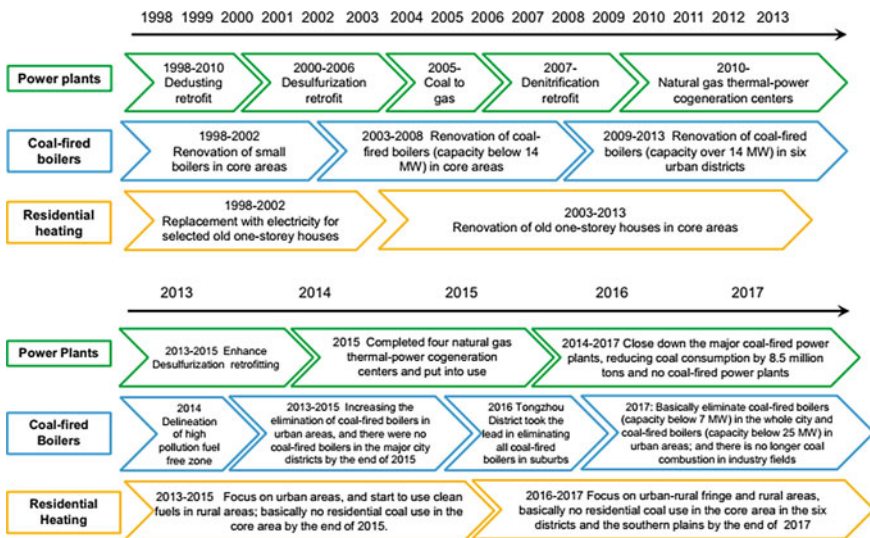 1998 1999 2000 2001 2002 2003 2004 2005 2006 2007 2008 2009 2010 2011 2012 2013
Power plants
1998-2010
Dedusting
retrofit
2000-2006
Desulfurization
retrofit
2005-
Coal to
gas
2007-
Denitrification
retrofit
2010-
Natural gas thermal-power
cogeneration centers
Coal-fired
boilers
1998-2002
Renovation of small
boilers in core areas
2003-2008 Renovation of coal-
fired boilers (capacity below 14
MW) in core areas
2009-2013 Renovation of coal-fired
boilers (capacity over 14 MW) in six
urban districts
Residential
heating
1998-2002
Replacement with electricity for
selected old one-storey houses
2003-2013
Renovation of old one-storey houses in core areas
2013 2014 2015 2016 2017
Power Plants
2013-2015 Enhance
Desulfurization retrofitting
2015 Completed four natural gas
thermal-power cogeneration
centers and put into use
2014-2017 Close down the major coal-fired power
plants, reducing coal consumption by 8.5 million
tons and no coal-fired power plants
Coal-fired
Boilers
2014
Delineation
of high
pollution fuel
free zone
2013-2015 Increasing the
elimination of coal-fired boilers in
urban areas, and there were no
coal-fired boilers in the major city
districts by the end of 2015
2016 Tongzhou
District took the
lead in eliminating
all coal-fired
boilers in suburbs
2017: Basically eliminate coal-fired boilers
(capacity below 7 MW) in the whole city and
coal-fired boilers (capacity below 25 MW) in
urban areas; and there is no longer coal
combustion in industry fields
Residential
Heating
2013-2015 Focus on urban areas, and start to use clean
fuels in rural areas; basically no residential coal use in the
core area by the end of 2015.
2016-2017 Focus on urban-rural fringe and rural areas,
basically no residential coal use in the core area in the six
districts and the southern plains by the end of 2017